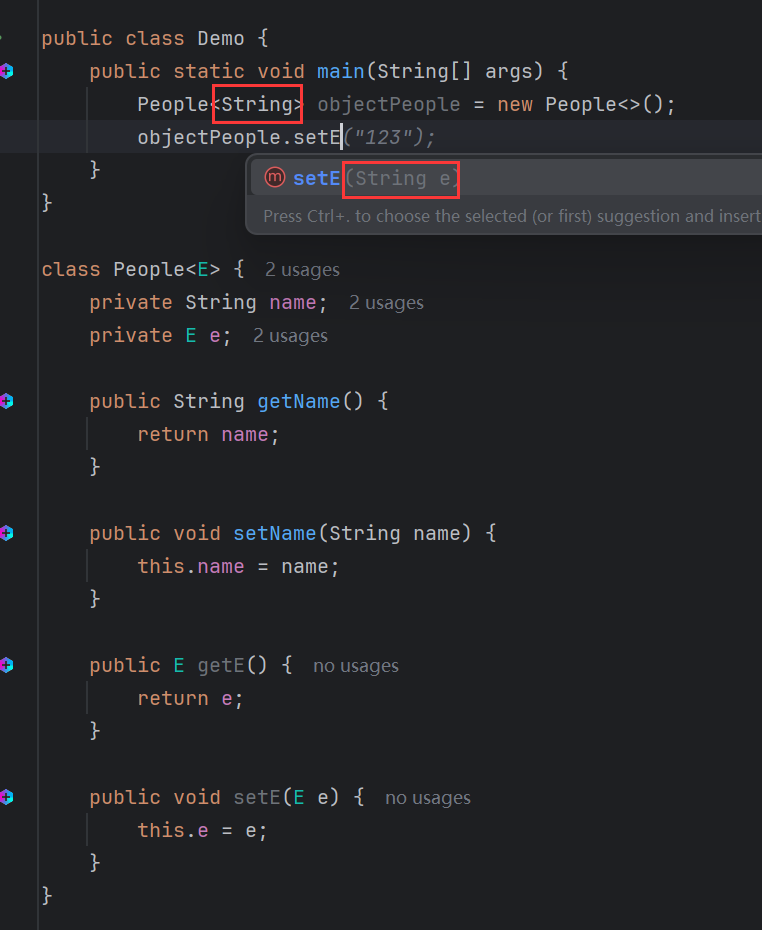 public class Demo {
public static void main(String[] args) {
People<String> objectPeople = new People<>();
objectPeople.setE("123");
}
setE(String e)
}
Press Ctrl+. to choose the selected (or first) suggestion and insert
class People<E> { 2 usages
private String name; 2 usages
private E e; 2 usages
public String getName() {
return name;
}
public void setName(String name) {
this.name = name;
}
public E getE() { no usages
return e;
}
public void setE(E e) { no usages
this.e = e;
}
}